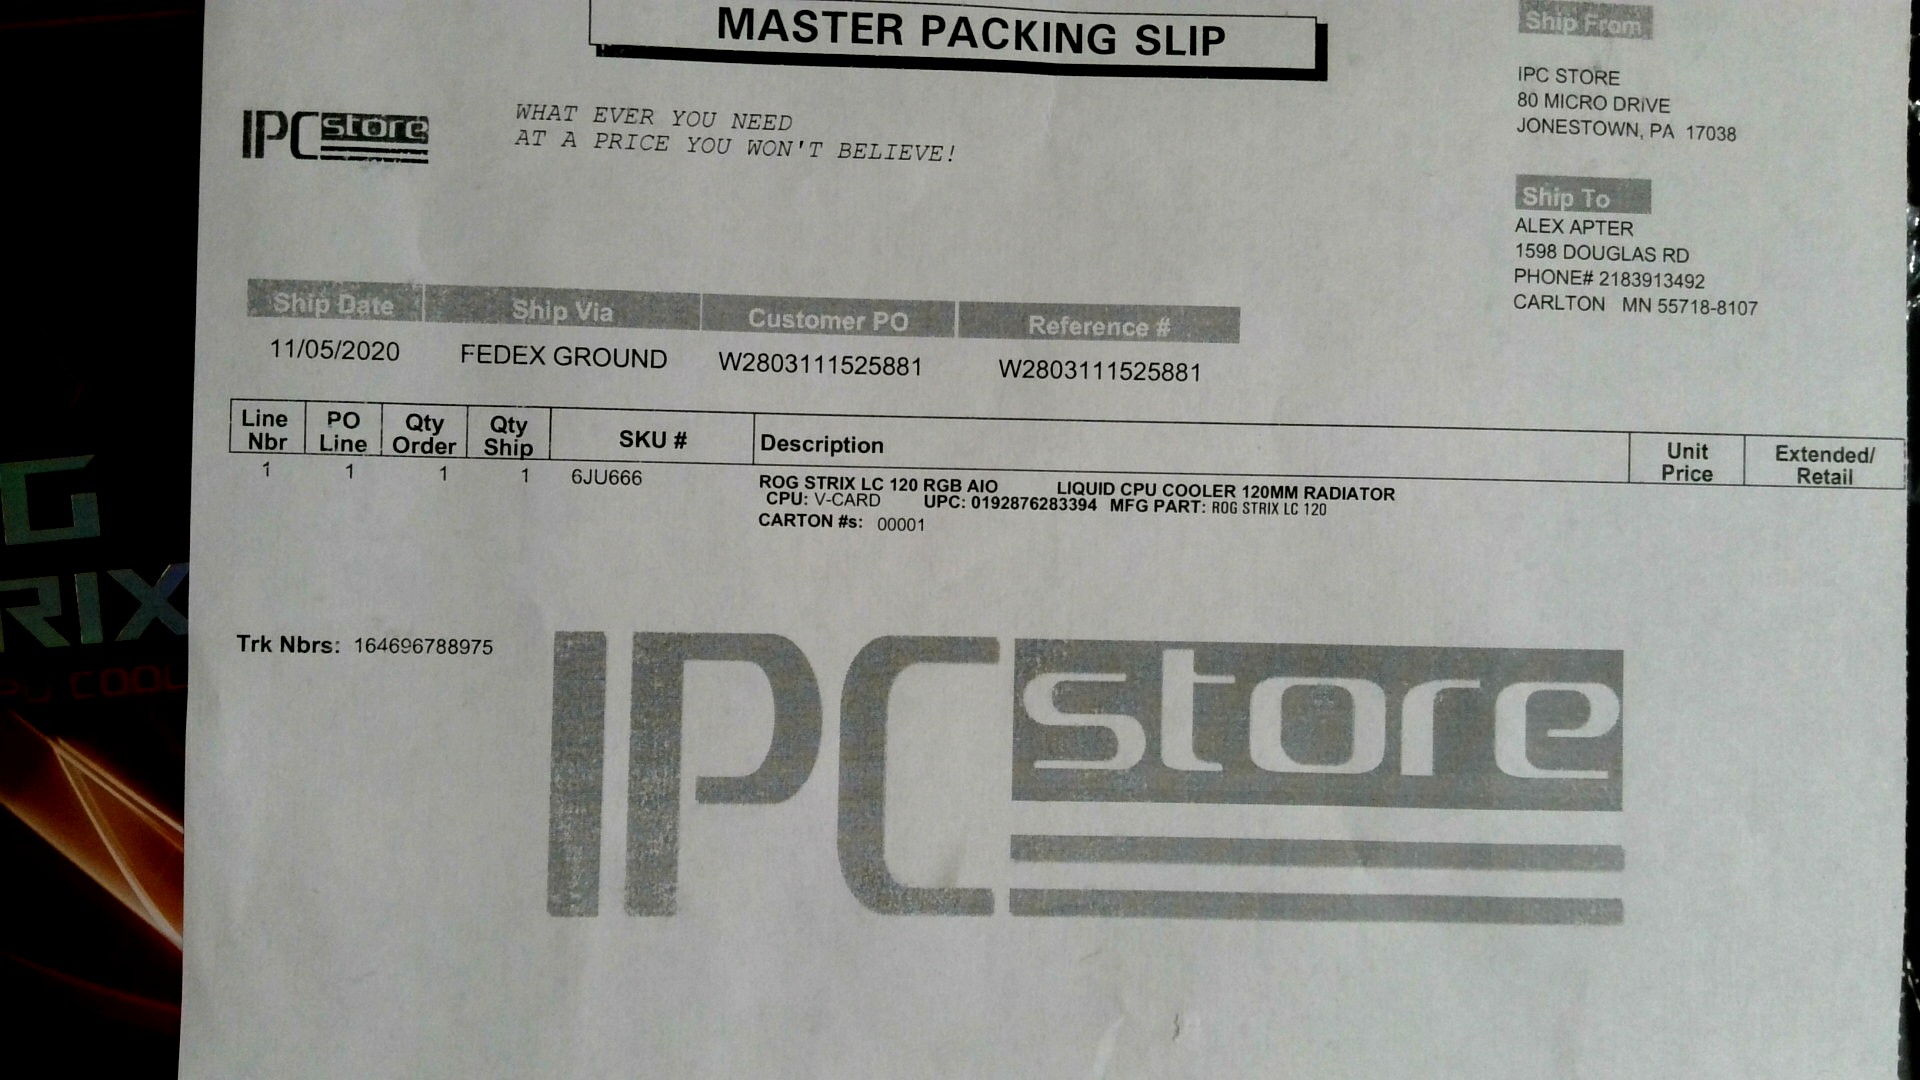 MASTER PACKING SLIP
IPC store
WHAT EVER YOU NEED
AT A PRICE YOU WON'T BELIEVE!
Ship From
IPC STORE
80 MICRO DRIVE
JONESTOWN, PA 17038
Ship To
ALEX APTER
1598 DOUGLAS RD
PHONE# 2183913492
CARLTON MN 55718-8107
Ship Date Ship Via Customer PO Reference #
11/05/2020 FEDEX GROUND W2803111525881 W2803111525881
Line Nbr PO Line Qty Order Qty Ship SKU # Description Unit Price Extended/ Retail
1 1 1 1 6JU666 ROG STRIX LC 120 RGB AIO LIQUID CPU COOLER 120MM RADIATOR
CPU: V-CARD UPC: 0192876283394 MFG PART: ROG STRIX LC 120
CARTON #s: 00001
Trk Nbrs: 164696788975
IPC store
G
RIX
PU COOL